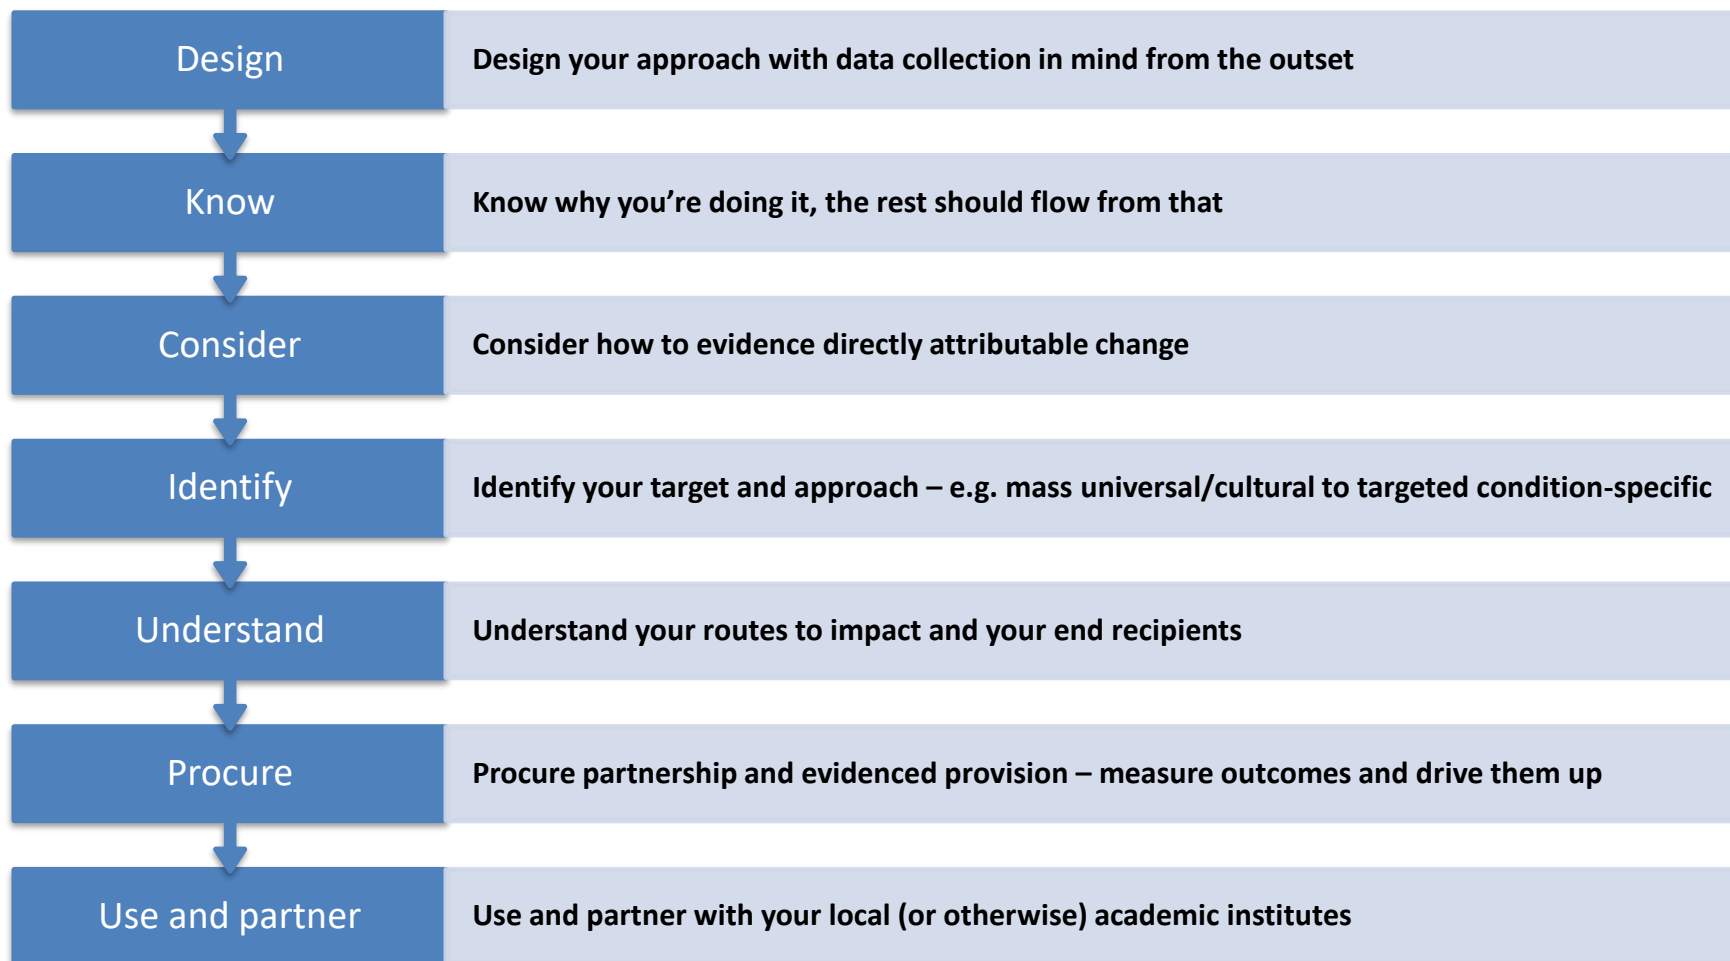 Design
Design your approach with data collection in mind from the outset
Know
Know why you’re doing it, the rest should flow from that
Consider
Consider how to evidence directly attributable change
Identify
Identify your target and approach – e.g. mass universal/cultural to targeted condition-specific
Understand
Understand your routes to impact and your end recipients
Procure
Procure partnership and evidenced provision – measure outcomes and drive them up
Use and partner
Use and partner with your local (or otherwise) academic institutes